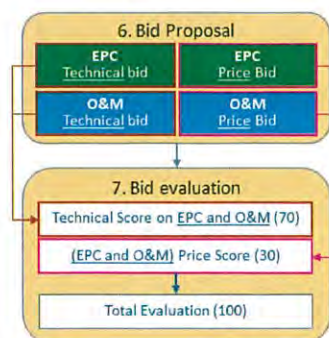 6. Bid Proposal
EPC
Technical bid
EPC
Price Bid
O&M
Technical bid
O&M
Price Bid
7. Bid evaluation
Technical Score on EPC and O&M (70)
(EPC and O&M) Price Score (30)
Total Evaluation (100)